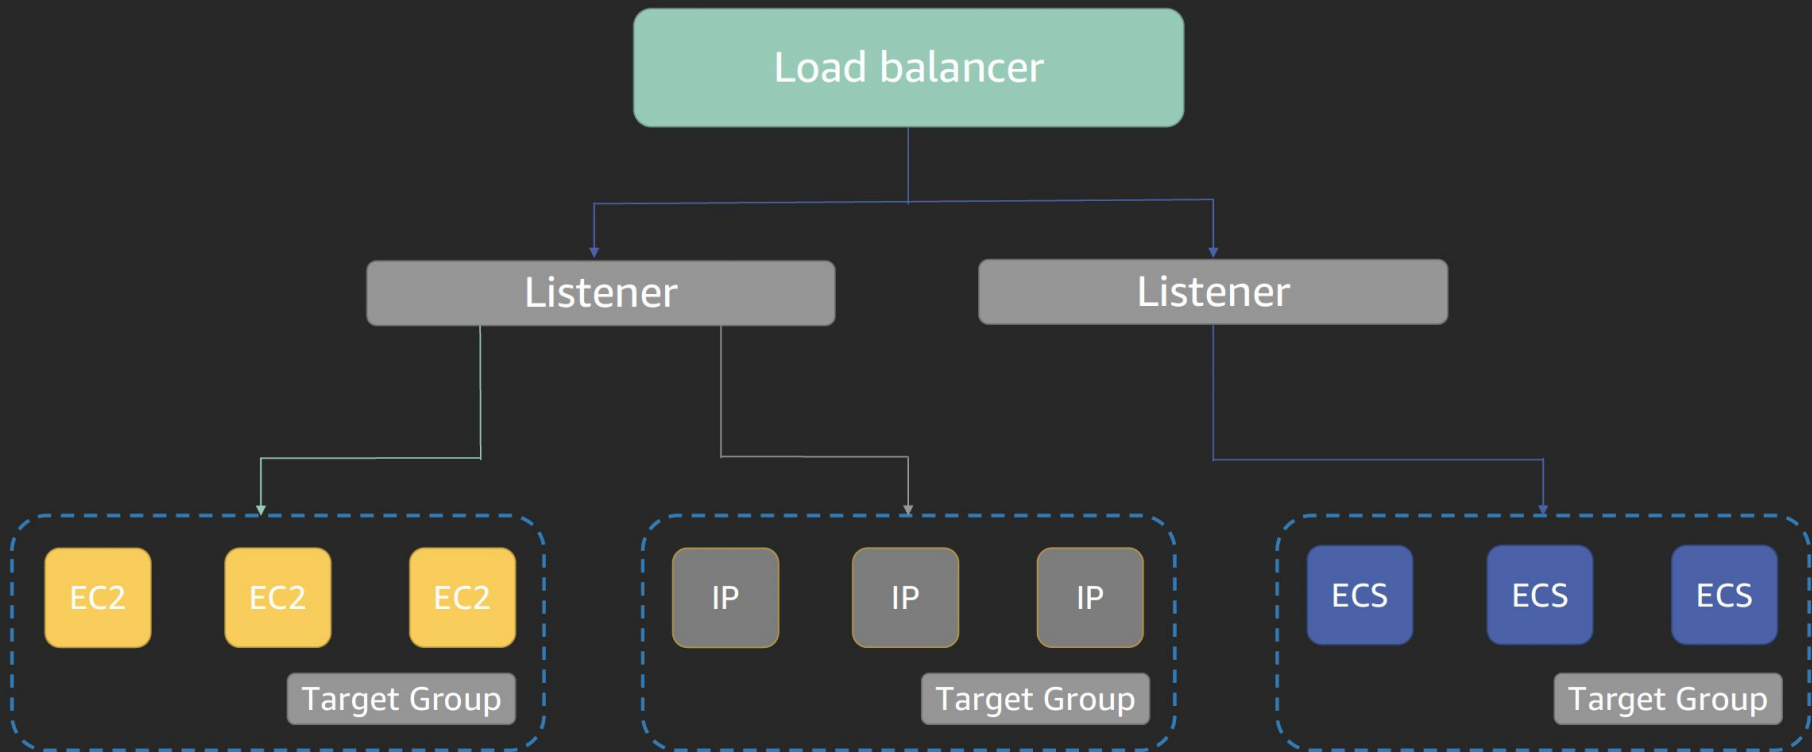 Load balancer
Listener
Listener
EC2
EC2
EC2
Target Group
IP
IP
IP
Target Group
ECS
ECS
ECS
Target Group